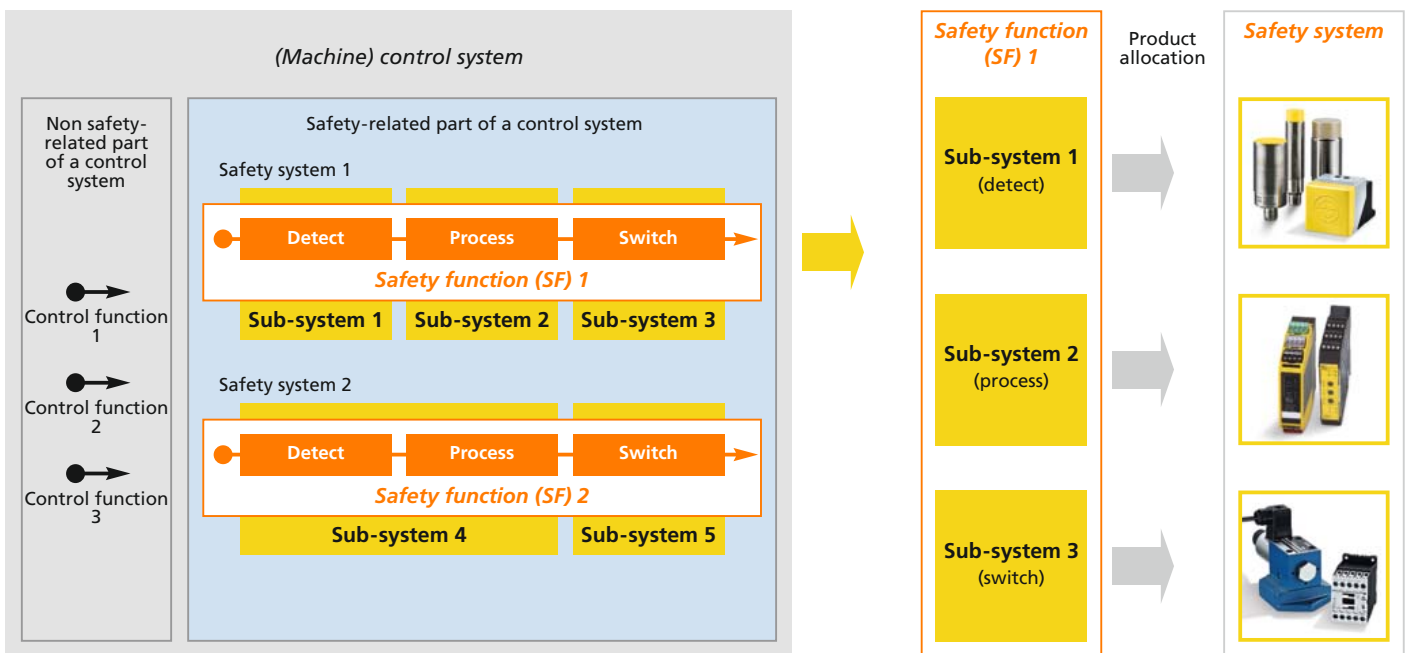 (Machine) control system
Non safety-
related part
of a control
system
Control function
1
Control function
2
Control function
3
Safety-related part of a control system
Safety system 1
Detect
Process
Switch
Safety function (SF) 1
Sub-system 1
Sub-system 2
Sub-system 3
Safety system 2
Detect
Process
Switch
Safety function (SF) 2
Sub-system 4
Sub-system 5
Safety function
(SF) 1
Sub-system 1
(detect)
Sub-system 2
(process)
Sub-system 3
(switch)
Product
allocation
Safety system